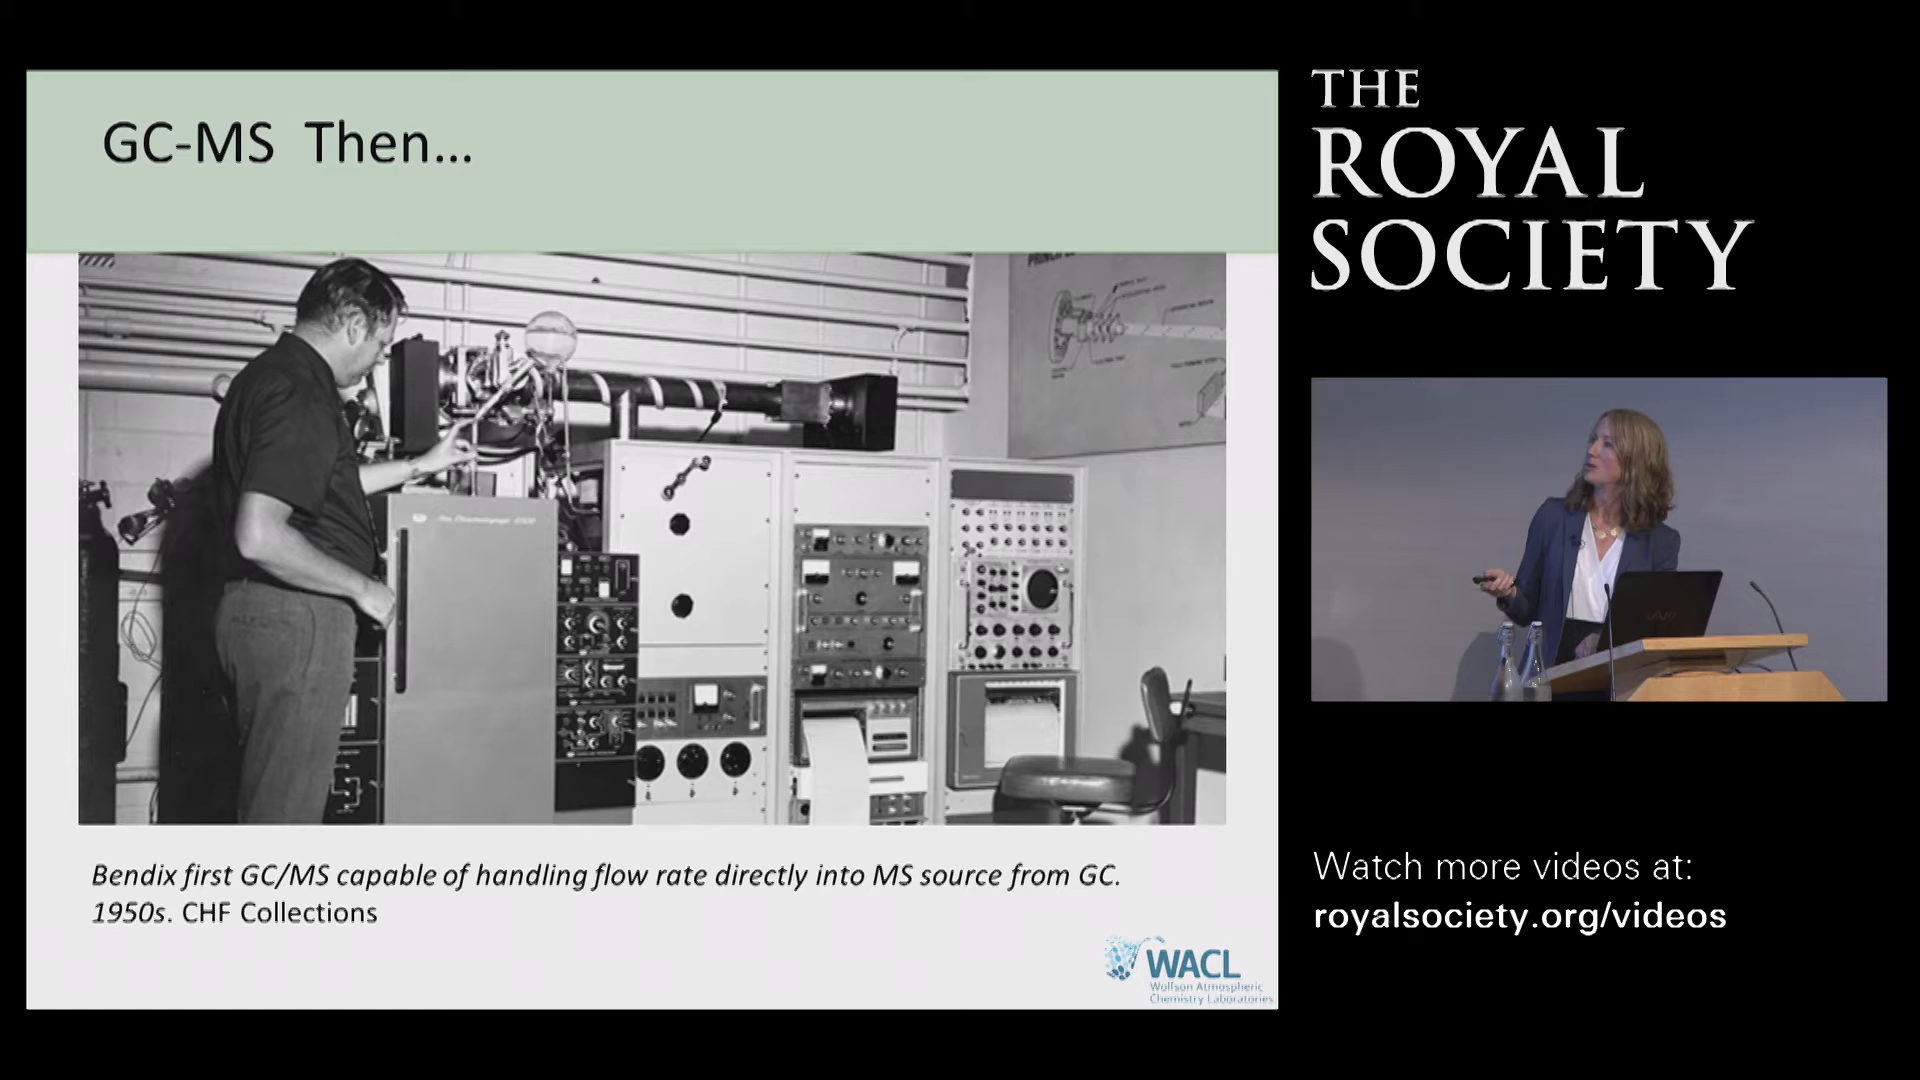 GC-MS  Then...
THE
ROYAL
SOCIETY
Bendix first GC/MS capable of handling flow rate directly into MS source from GC.
1950s. CHF Collections
WACL
Wolfson Atmospheric
Chemistry Laboratories
Watch more videos at:
royalsociety.org/videos